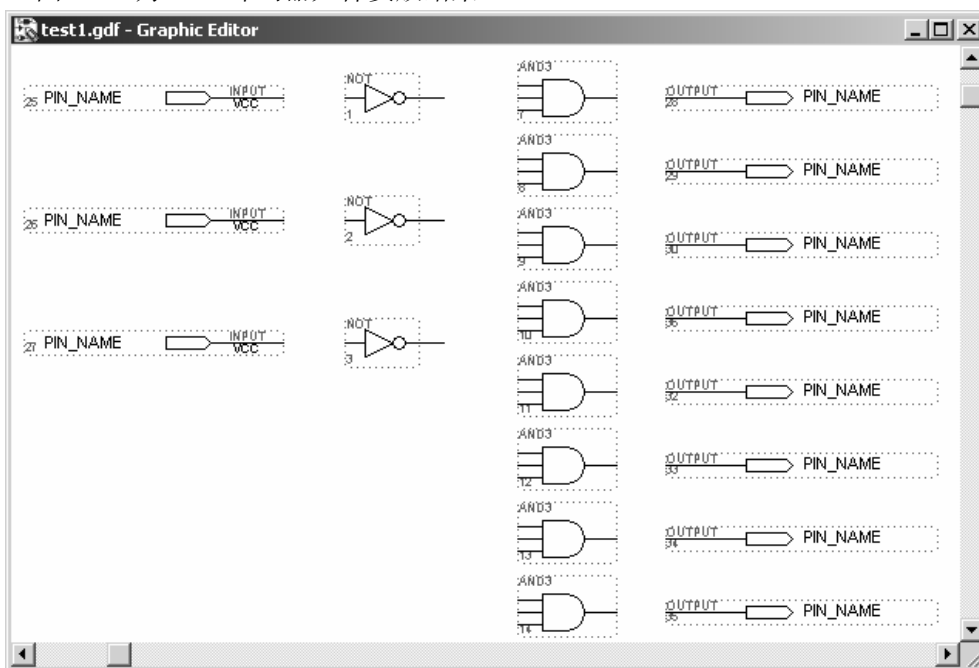 test1.gdf - Graphic Editor
25 PIN_NAME INPUT VCC
NOT
1
AND3
7
OUTPUT
28 PIN_NAME
AND3
8
OUTPUT
29 PIN_NAME
26 PIN_NAME INPUT VCC
NOT
2
AND3
9
OUTPUT
30 PIN_NAME
AND3
10
OUTPUT
36 PIN_NAME
27 PIN_NAME INPUT VCC
NOT
3
AND3
11
OUTPUT
32 PIN_NAME
AND3
12
OUTPUT
33 PIN_NAME
AND3
13
OUTPUT
34 PIN_NAME
AND3
14
OUTPUT
35 PIN_NAME